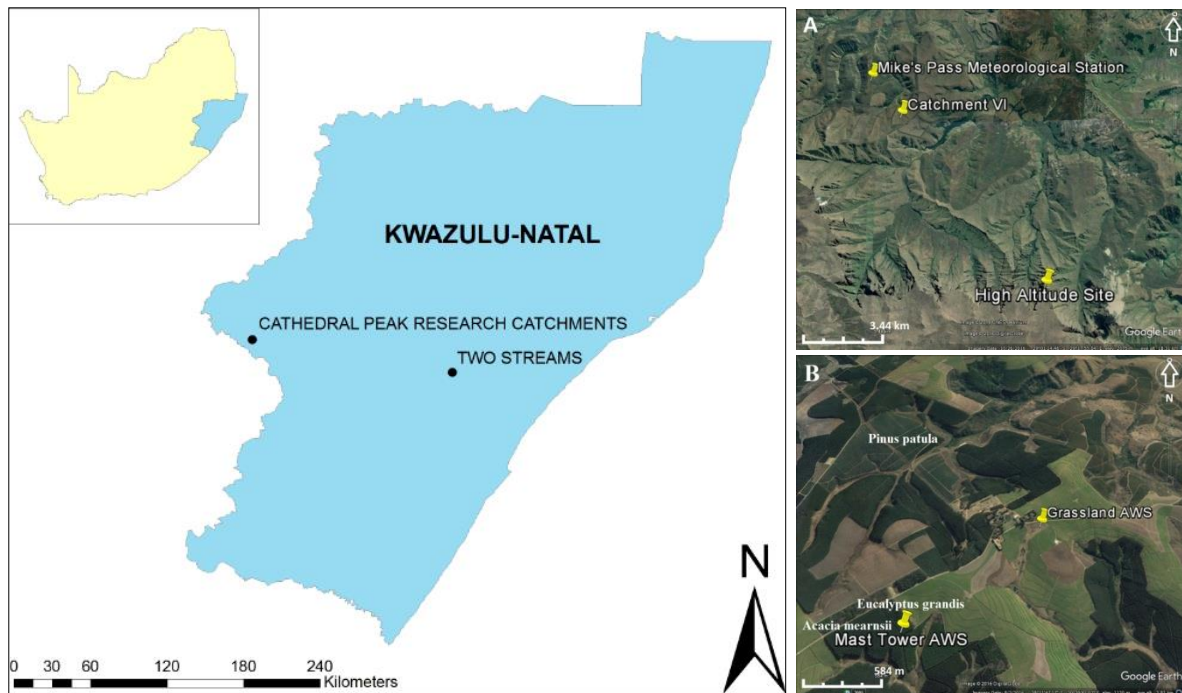 KWAZULU-NATAL
CATHEDRAL PEAK RESEARCH CATCHMENTS
TWO STREAMS
N
0 30 60 120 180 240
Kilometers
A
N
Mike's Pass Meteorological Station
Catchment VI
High Altitude Site
3.44 km
Google Earth
B
N
Pinus patula
Grassland AWS
Eucalyptus grandis
Acacia mearnsii
Mast Tower AWS
584 m
Google Earth